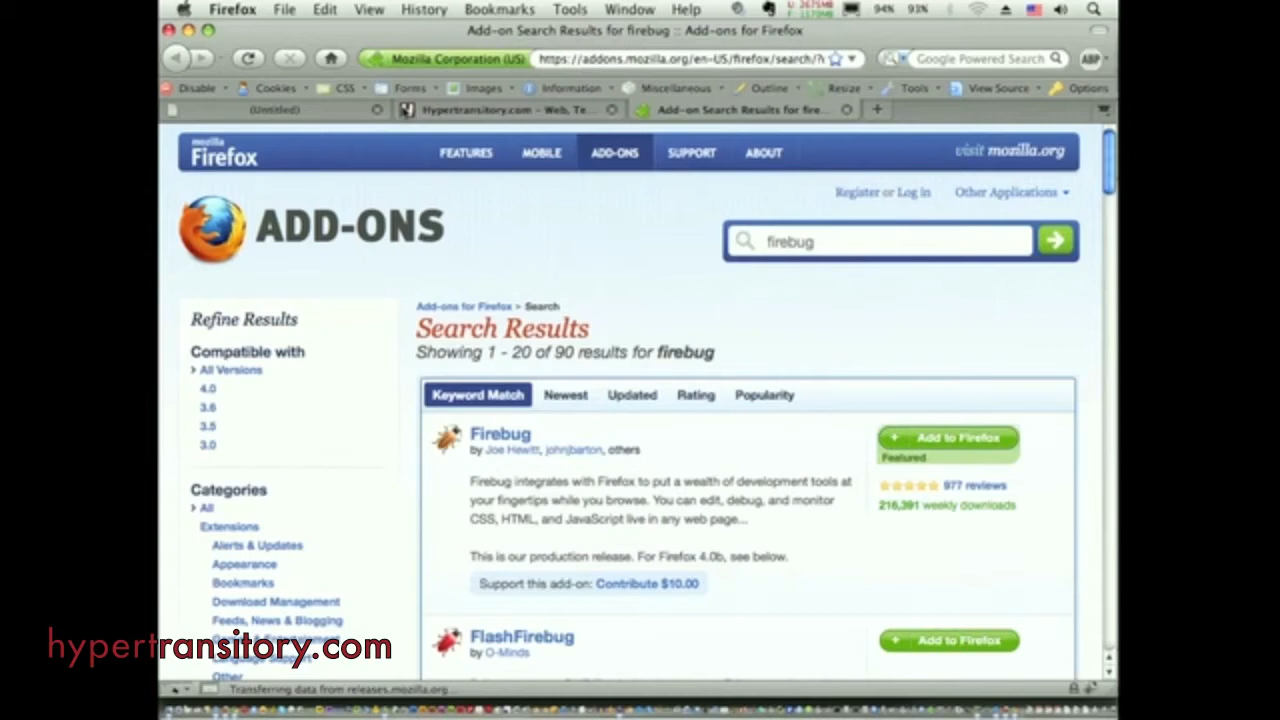 Firefox File Edit View History Bookmarks Tools Window Help 94% 93%
Add-on Search Results for firebug :: Add-ons for Firefox
Mozilla Corporation (US) https://addons.mozilla.org/en-US/firefox/search/? Google Powered Search ABP
Disable Cookies CSS Forms Images Information Miscellaneous Outline Resize Tools View Source Options
(Untitled) Hypertransitory.com - Web, Te... Add-on Search Results for fire...
mozilla
Firefox FEATURES MOBILE ADD-ONS SUPPORT ABOUT visit mozilla.org
Register or Log in Other Applications
ADD-ONS
firebug
Add-ons for Firefox > Search
Search Results
Showing 1 - 20 of 90 results for firebug
Refine Results
Compatible with
All Versions
4.0
3.6
3.5
3.0
Categories
All
Extensions
Alerts & Updates
Appearance
Bookmarks
Download Management
Feeds, News & Blogging
Language Support
Other
Keyword Match Newest Updated Rating Popularity
Firebug
by Joe Hewitt, johnjbarton, others
Firebug integrates with Firefox to put a wealth of development tools at
your fingertips while you browse. You can edit, debug, and monitor
CSS, HTML, and JavaScript live in any web page...
This is our production release. For Firefox 4.0b, see below.
Support this add-on: Contribute $10.00
+ Add to Firefox
Featured
977 reviews
216,391 weekly downloads
FlashFirebug
by O-Minds
+ Add to Firefox
hypertransitory.com
Transferring data from releases.mozilla.org...